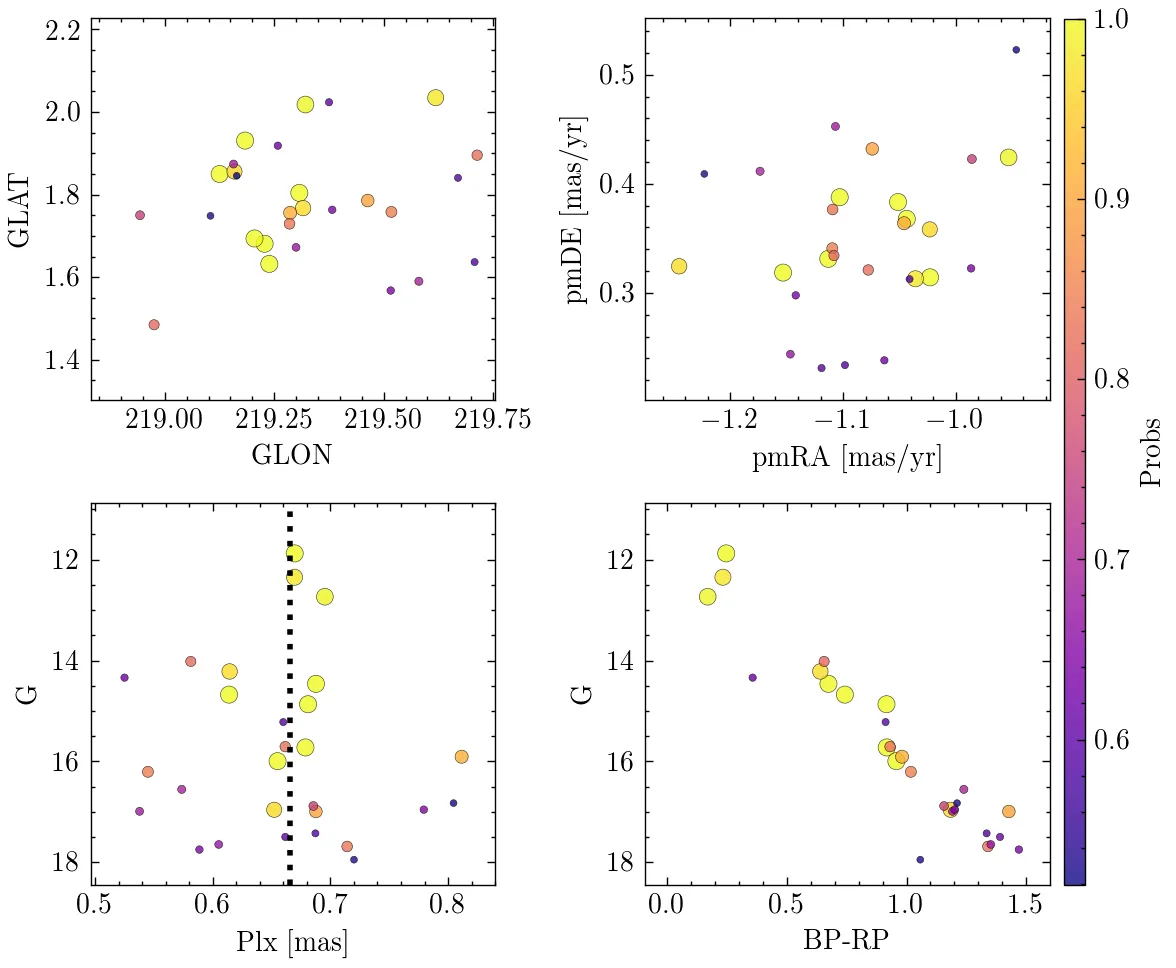 2.2
2.0
1.8
1.6
1.4
GLAT
219.00 219.25 219.50 219.75
GLON
0.5
0.4
0.3
pmDE [mas/yr]
−1.2 −1.1 −1.0
pmRA [mas/yr]
12
14
16
18
G
0.5 0.6 0.7 0.8
Plx [mas]
12
14
16
18
G
0.0 0.5 1.0 1.5
BP-RP
1.0
0.9
0.8
0.7
0.6
Probs